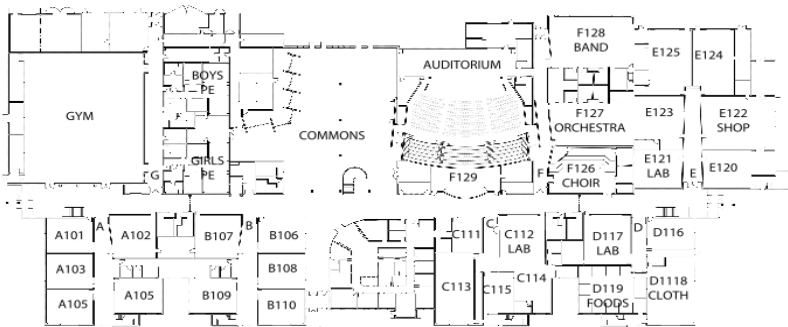 F128
BAND
E125
E124
AUDITORIUM
BOYS
PE
GYM
F127
ORCHESTRA
E123
E122
SHOP
COMMONS
GIRLS
PE
E121
LAB
E120
F126
CHOIR
G
F129
F
E
A101
A
A102
B107
B
B106
C111
C
C112
LAB
D117
LAB
D
D116
A103
B108
C113
C115
C114
D119
FOODS
D1118
CLOTH
A105
A105
B109
B110